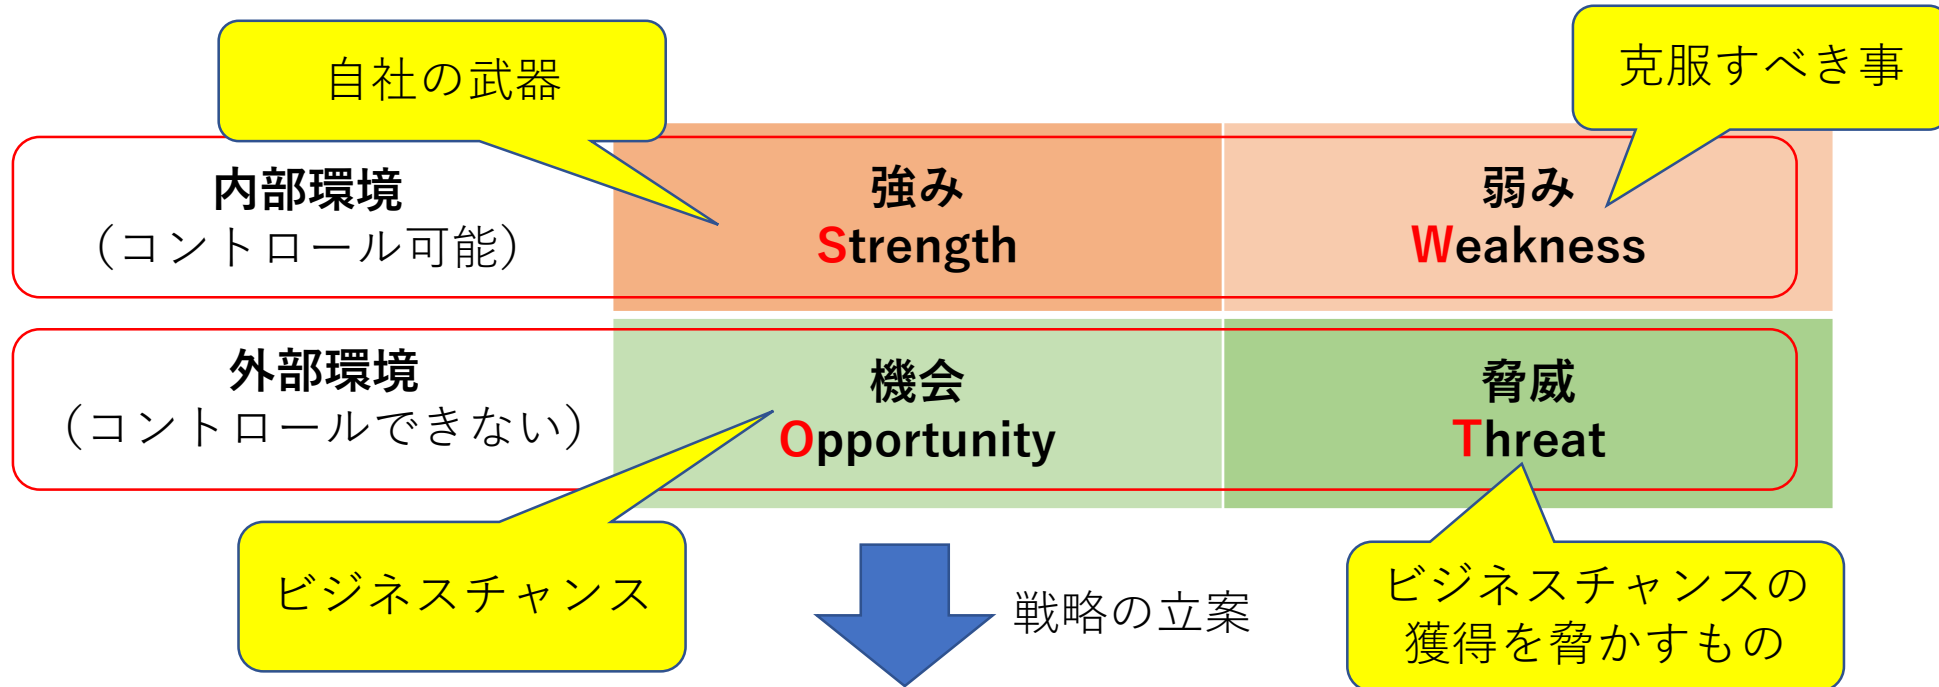 自社の武器
克服すべき事
内部環境
（コントロール可能）
強み
Strength
弱み
Weakness
外部環境
（コントロールできない）
機会
Opportunity
脅威
Threat
ビジネスチャンス
戦略の立案
ビジネスチャンスの
獲得を脅かすもの